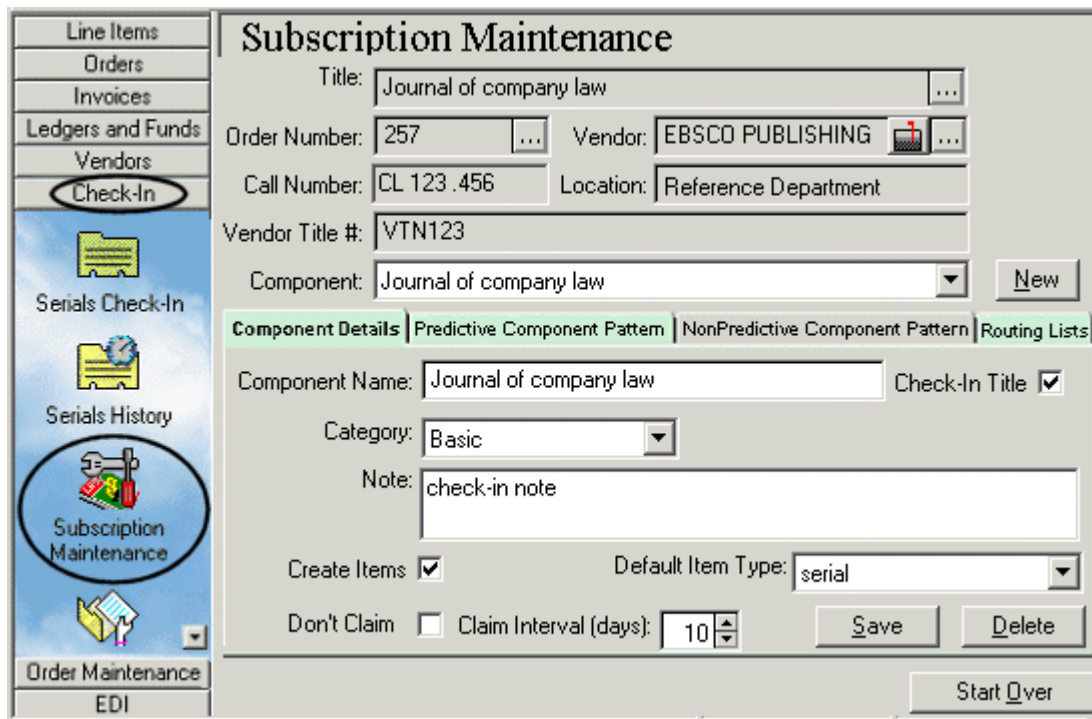 Line Items
Orders
Invoices
Ledgers and Funds
Vendors
Check-In
Serials Check-In
Serials History
Subscription
Maintenance
Order Maintenance
EDI
Subscription Maintenance
Title: Journal of company law ...
Order Number: 257 ... Vendor: EBSCO PUBLISHING ...
Call Number: CL 123 .456 Location: Reference Department
Vendor Title #: VTN123
Component: Journal of company law New
Component Details Predictive Component Pattern NonPredictive Component Pattern Routing Lists
Component Name: Journal of company law Check-In Title
Category: Basic
Note: check-in note
Create Items Default Item Type: serial
Don't Claim Claim Interval (days): 10 Save Delete
Start Over